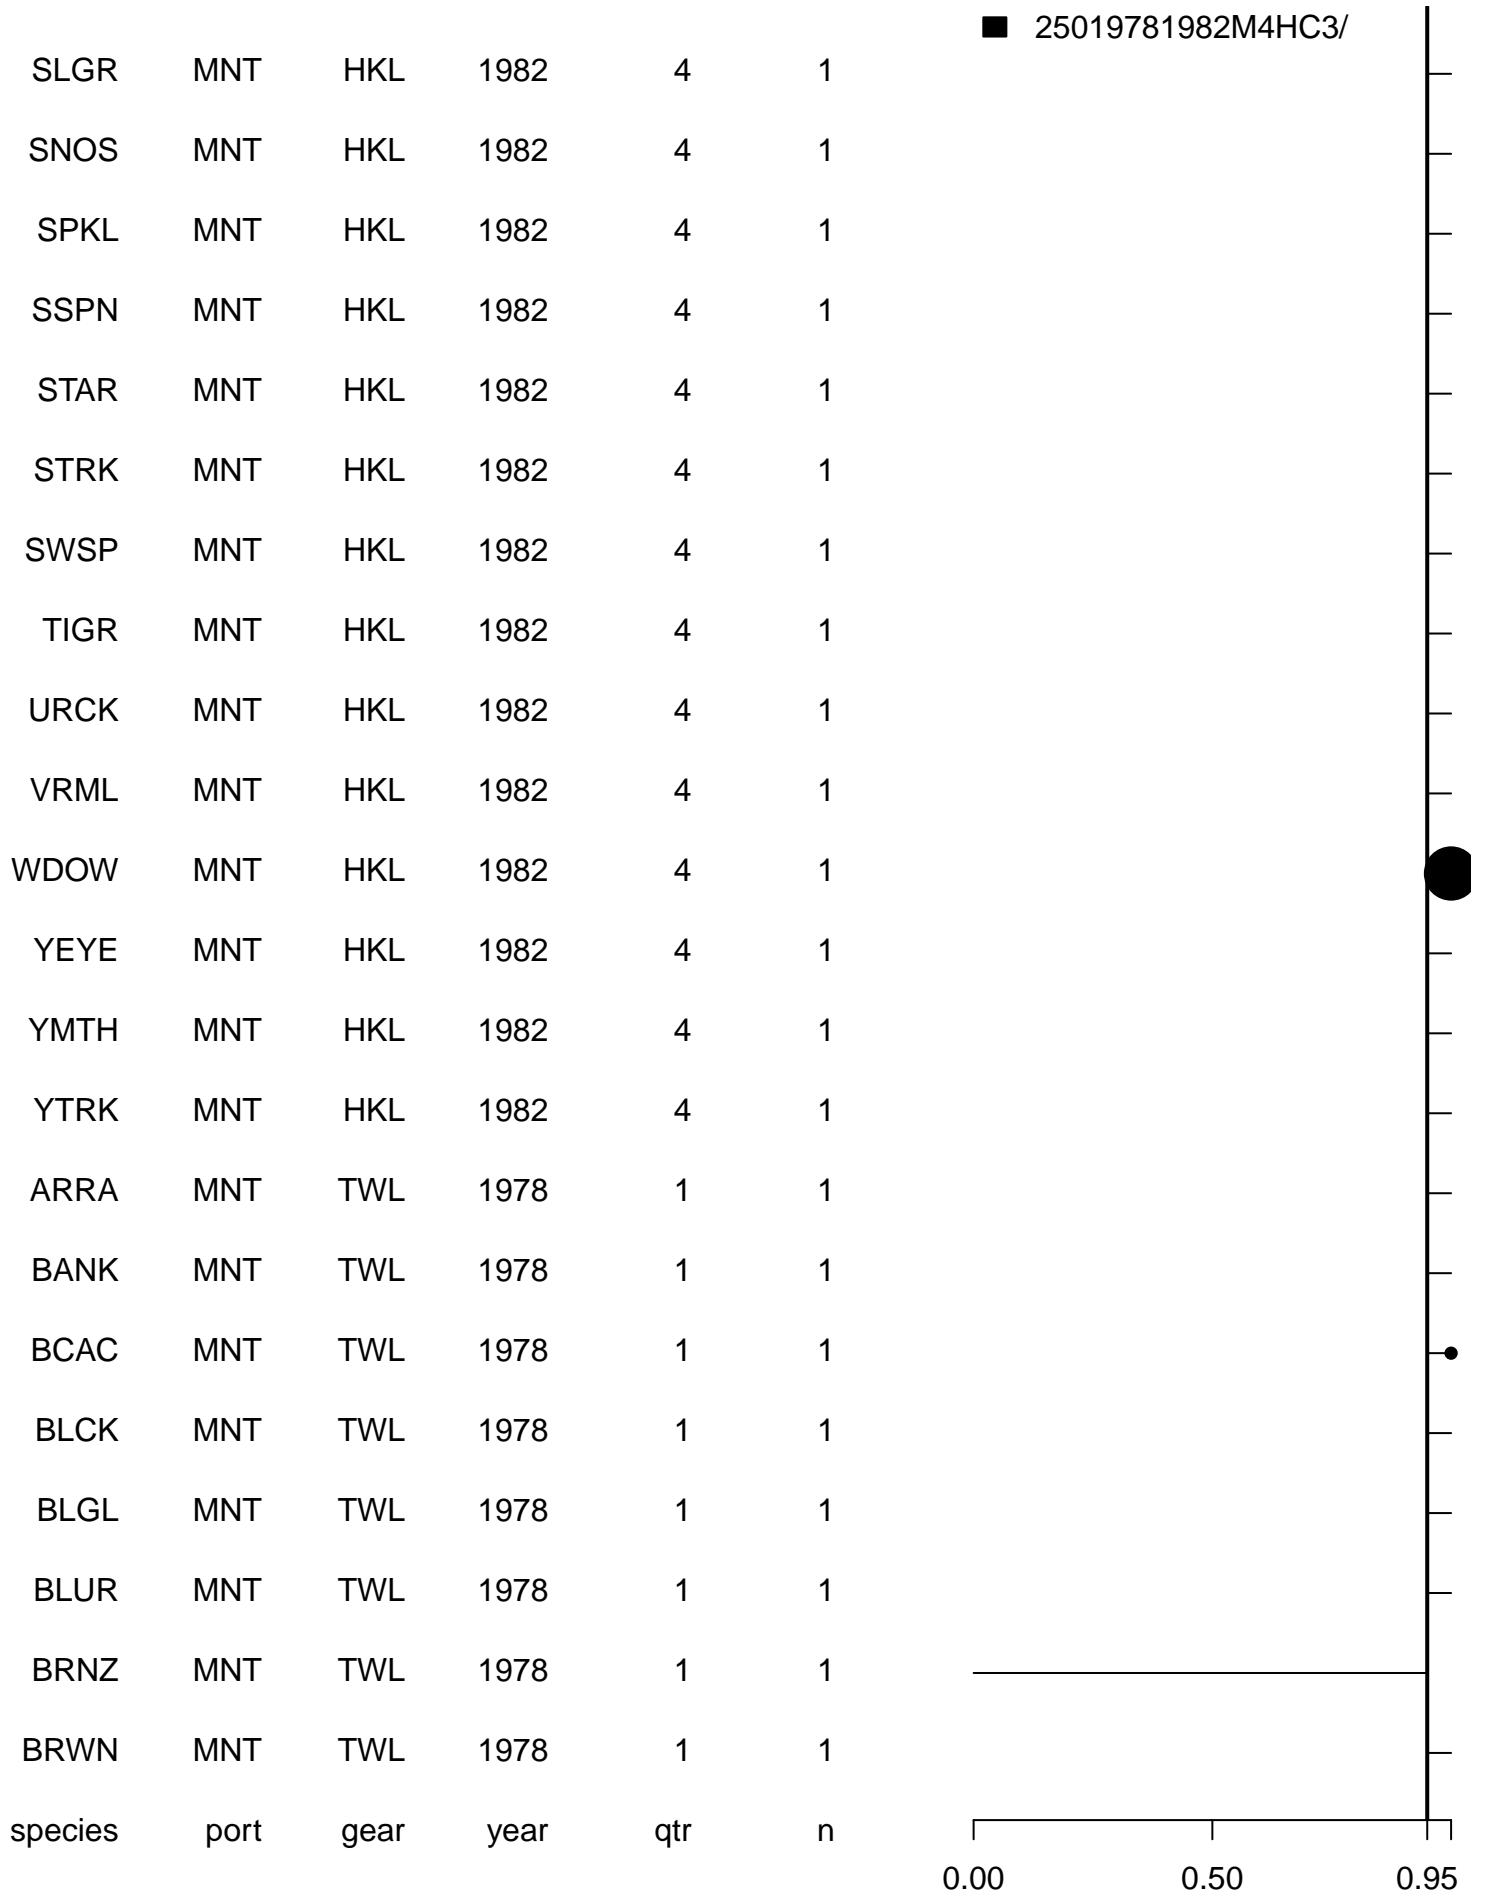 25019781982M4HC3/
SLGR MNT HKL 1982 4 1
SNOS MNT HKL 1982 4 1
SPKL MNT HKL 1982 4 1
SSPN MNT HKL 1982 4 1
STAR MNT HKL 1982 4 1
STRK MNT HKL 1982 4 1
SWSP MNT HKL 1982 4 1
TIGR MNT HKL 1982 4 1
URCK MNT HKL 1982 4 1
VRML MNT HKL 1982 4 1
WDOW MNT HKL 1982 4 1
YEYE MNT HKL 1982 4 1
YMTH MNT HKL 1982 4 1
YTRK MNT HKL 1982 4 1
ARRA MNT TWL 1978 1 1
BANK MNT TWL 1978 1 1
BCAC MNT TWL 1978 1 1
BLCK MNT TWL 1978 1 1
BLGL MNT TWL 1978 1 1
BLUR MNT TWL 1978 1 1
BRNZ MNT TWL 1978 1 1
BRWN MNT TWL 1978 1 1
species port gear year qtr n
0.00 0.50 0.95